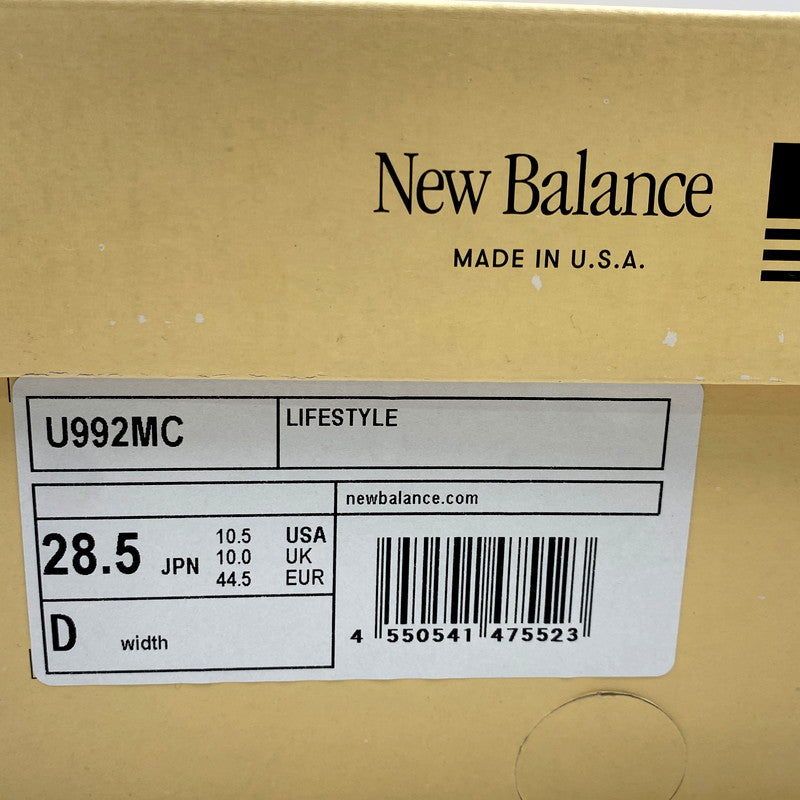 New Balance
MADE IN U.S.A.
U992MC
LIFESTYLE
newbalance.com
28.5 JPN
10.5 USA
10.0 UK
44.5 EUR
D width
4 550541 475523